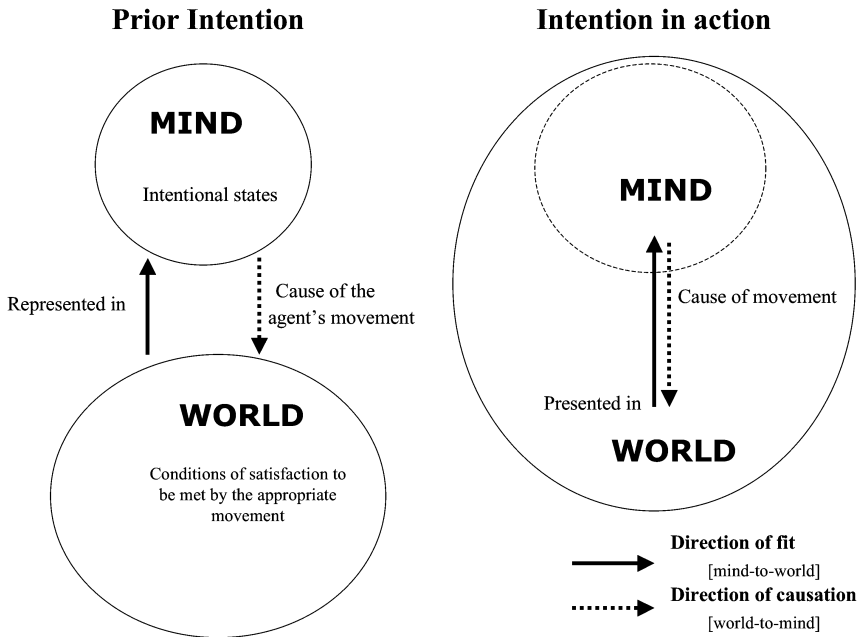 Prior Intention
MIND
Intentional states
Represented in
Cause of the
agent's movement
WORLD
Conditions of satisfaction to
be met by the appropriate
movement
Intention in action
MIND
Cause of movement
Presented in
WORLD
Direction of fit
[mind-to-world]
Direction of causation
[world-to-mind]